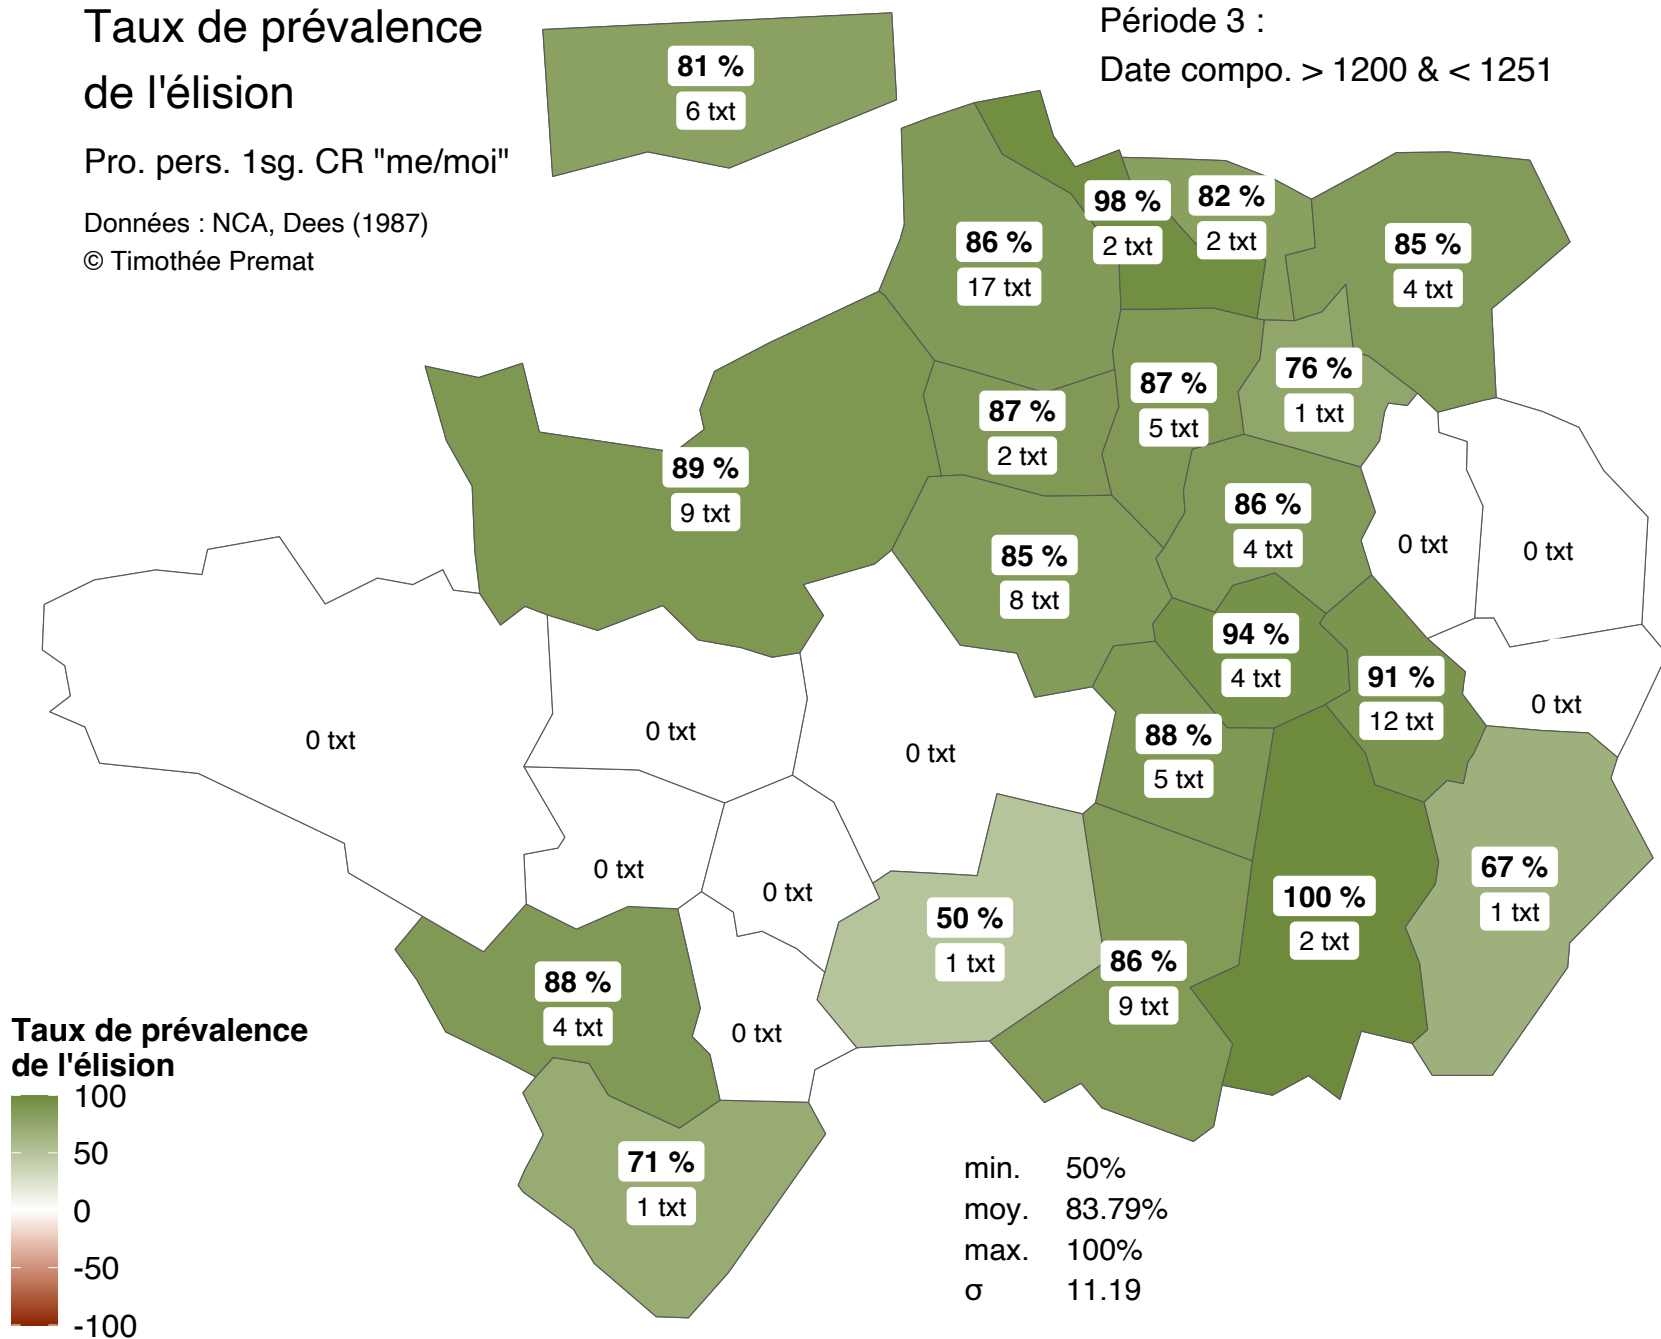 Taux de prévalence
de l'élision
Pro. pers. 1sg. CR "me/moi"
Données : NCA, Dees (1987)
© Timothée Premat
Période 3 :
Date compo. > 1200 & < 1251
81 %
6 txt
98 %
2 txt
82 %
2 txt
86 %
17 txt
85 %
4 txt
76 %
1 txt
87 %
5 txt
87 %
2 txt
89 %
9 txt
86 %
4 txt
85 %
8 txt
0 txt
0 txt
94 %
4 txt
91 %
12 txt
0 txt
0 txt
0 txt
0 txt
88 %
5 txt
0 txt
0 txt
67 %
1 txt
100 %
2 txt
50 %
1 txt
86 %
9 txt
88 %
4 txt
0 txt
71 %
1 txt
Taux de prévalence
de l'élision
100
50
0
-50
-100
min. 50%
moy. 83.79%
max. 100%
σ 11.19